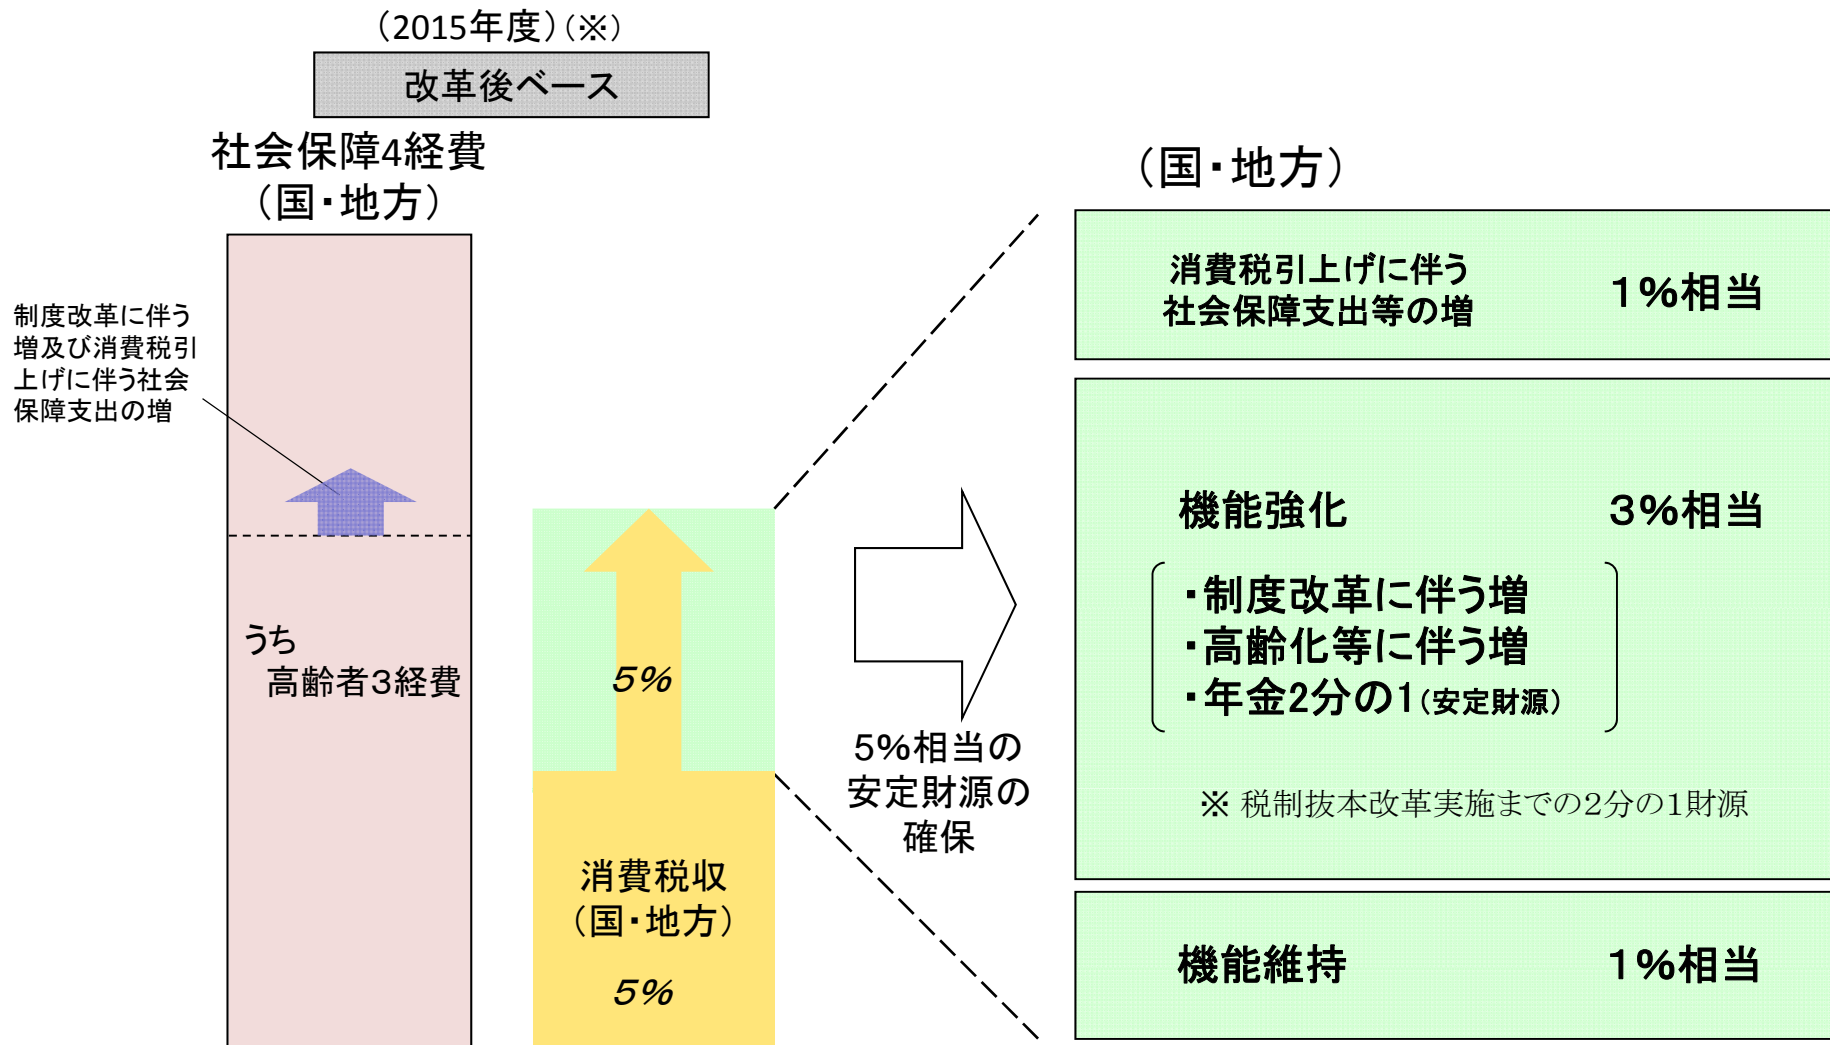 （2015年度）（※）
改革後ベース
社会保障4経費
（国・地方）
制度改革に伴う
増及び消費税引
上げに伴う社会
保障支出の増
うち
高齢者３経費
5%
消費税収
（国・地方）
5%
5%相当の
安定財源の
確保
（国・地方）
消費税引上げに伴う
社会保障支出等の増
１%相当
機能強化
３%相当
・制度改革に伴う増
・高齢化等に伴う増
・年金2分の1（安定財源）
※ 税制抜本改革実施までの２分の１財源
機能維持
１%相当